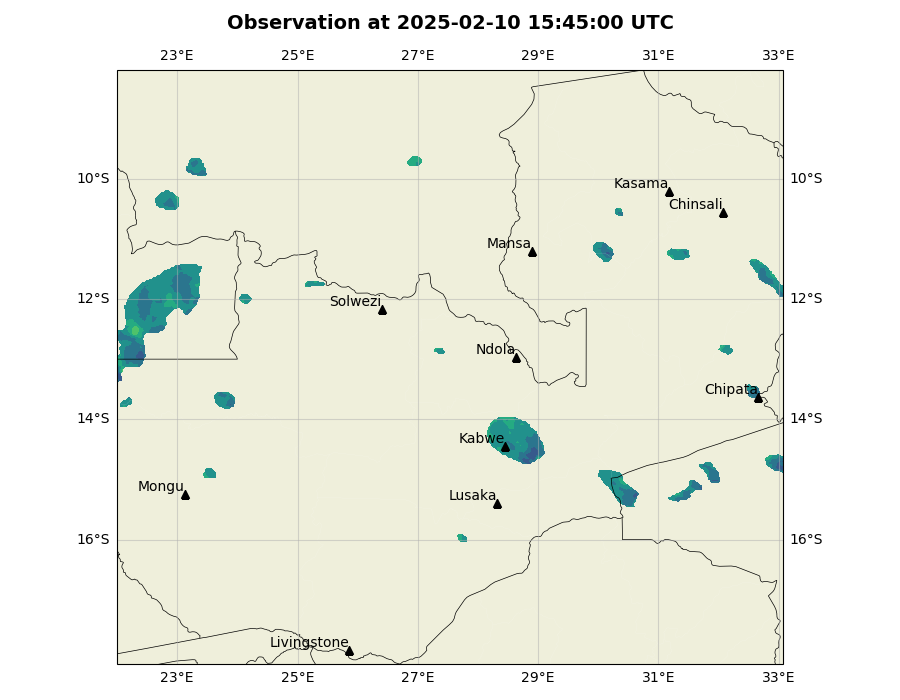 Observation at 2025-02-10 15:45:00 UTC
23°E 25°E 27°E 29°E 31°E 33°E
10°S 10°S
Kasama
Chinsali
Mansa
12°S 12°S
Solwezi
Ndola
Chipata
14°S 14°S
Kabwe
Mongu
Lusaka
16°S 16°S
Livingstone
23°E 25°E 27°E 29°E 31°E 33°E